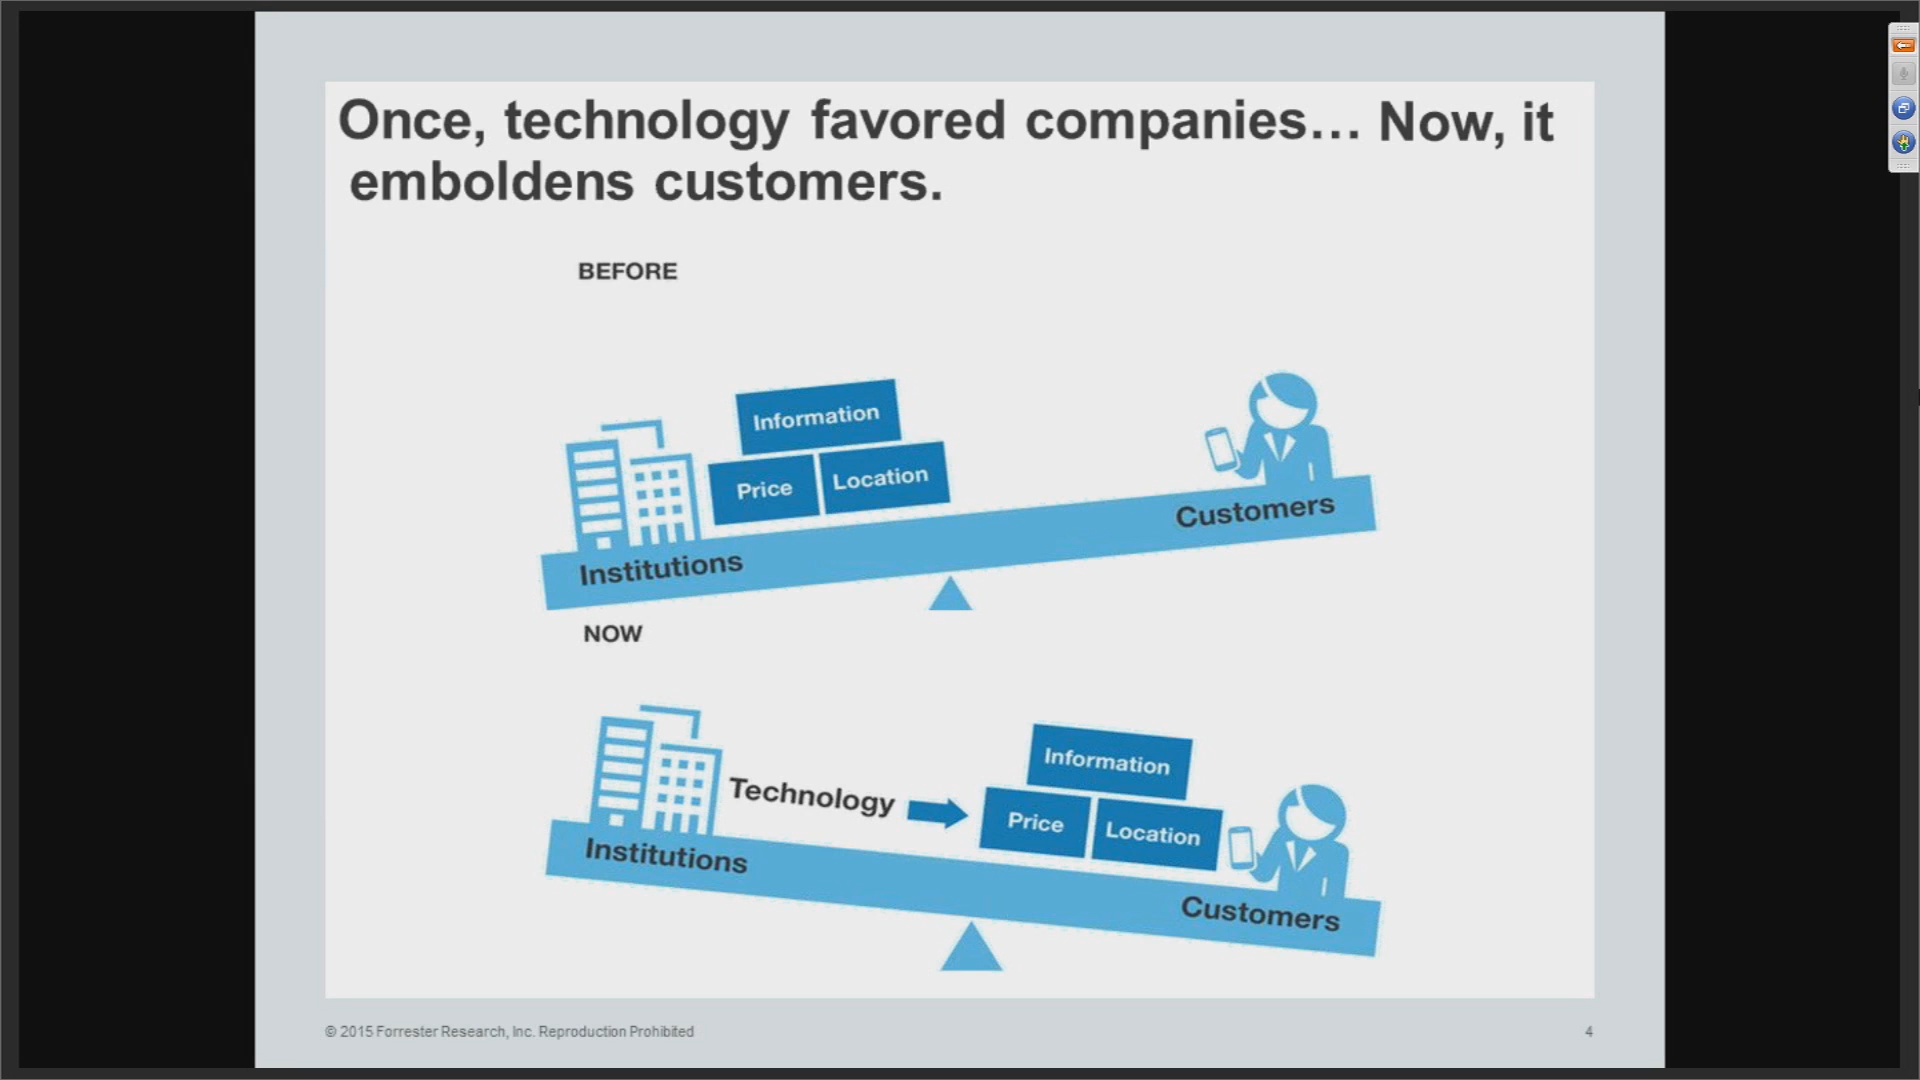 Once, technology favored companies... Now, it
emboldens customers.
BEFORE
Information
Price
Location
Customers
Institutions
NOW
Technology
Information
Price
Location
Institutions
Customers
© 2015 Forrester Research, Inc. Reproduction Prohibited
4